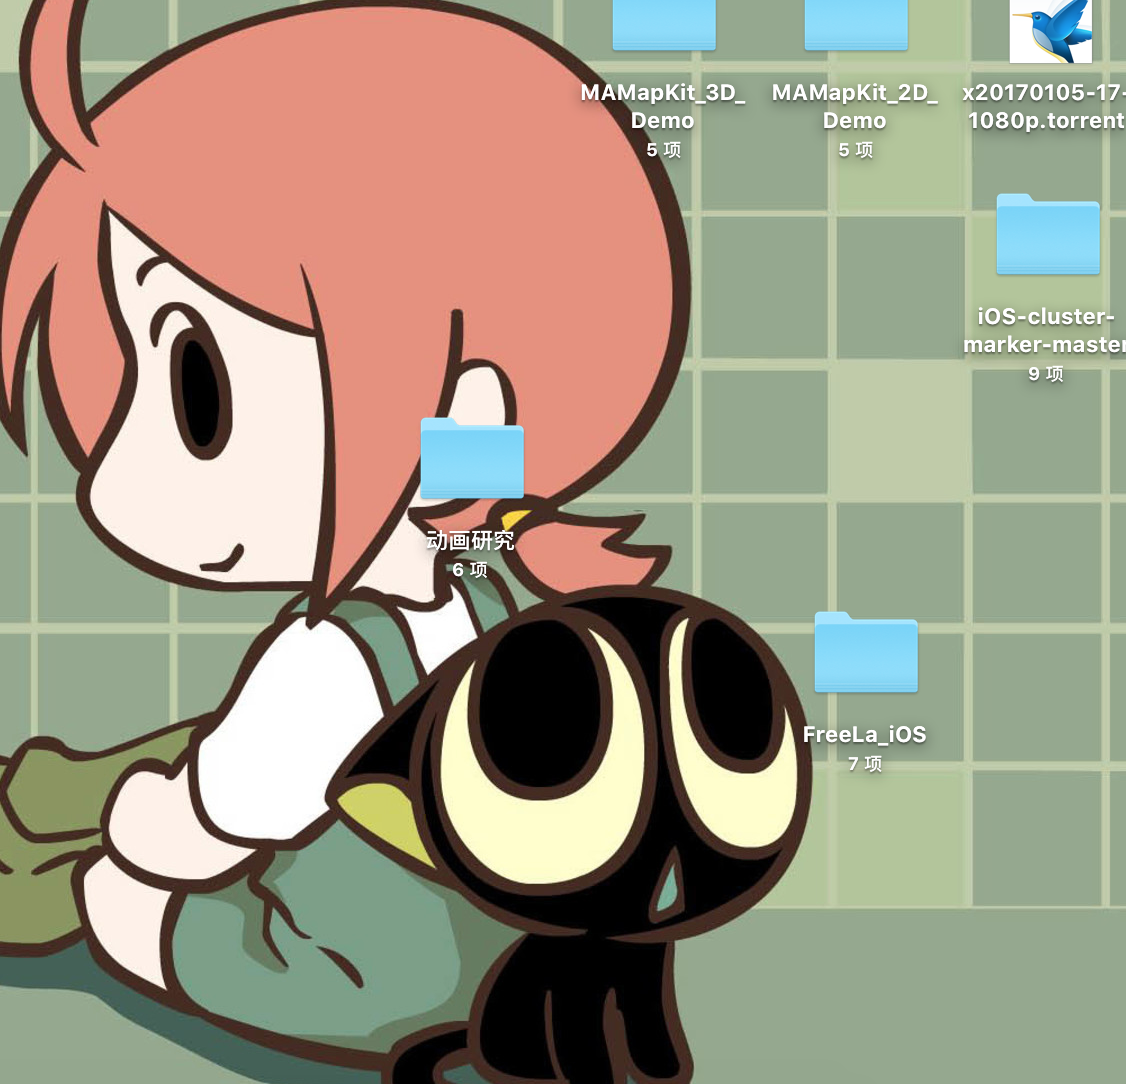 MAMapKit_3D_
Demo
5 项
MAMapKit_2D_
Demo
5 项
x20170105-17-
1080p.torrent
iOS-cluster-
marker-master
9 项
动画研究
6 项
FreeLa_iOS
7 项